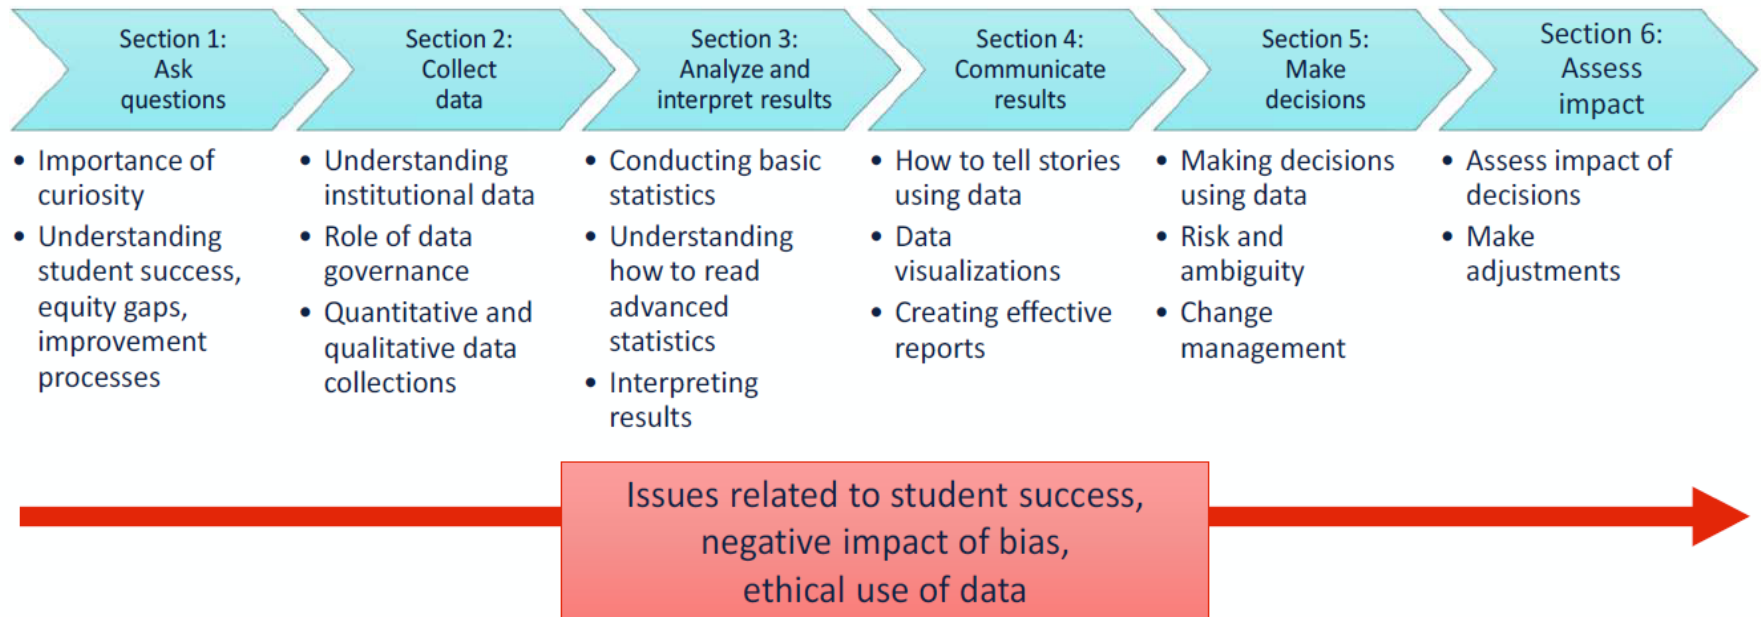 Section 1:
Ask
questions
Section 2:
Collect
data
Section 3:
Analyze and
interpret results
Section 4:
Communicate
results
Section 5:
Make
decisions
Section 6:
Assess
impact
• Importance of
curiosity
• Understanding
student success,
equity gaps,
improvement
processes
• Understanding
institutional data
• Role of data
governance
• Quantitative and
qualitative data
collections
• Conducting basic
statistics
• Understanding
how to read
advanced
statistics
• Interpreting
results
• How to tell stories
using data
• Data
visualizations
• Creating effective
reports
• Making decisions
using data
• Risk and
ambiguity
• Change
management
• Assess impact of
decisions
• Make
adjustments
Issues related to student success,
negative impact of bias,
ethical use of data